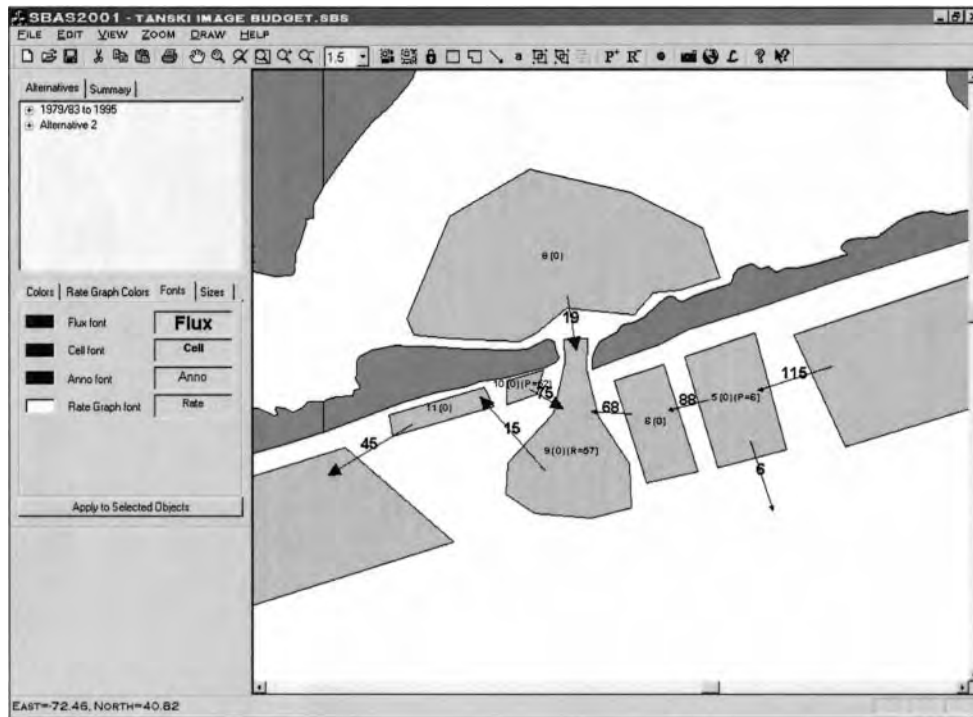 SBAS2001 - TANSKI IMAGE BUDGET.SBS
FILE EDIT VIEW ZOOM DRAW HELP
1.5
a
P+ R-
£
?
Alternatives Summary
1979/83 to 1995
Alternative 2
Colors Rate Graph Colors Fonts Sizes
Flux font Flux
Cell font Cell
Anno font Anno
Rate Graph font Rate
Apply to Selected Objects
8 (0)
19
115
75
88
5 (0)(P=6)
11 (0)
68
6 (0)
15
45
9 (0)(R=57)
6
EAST=-72.46, NORTH=40.82